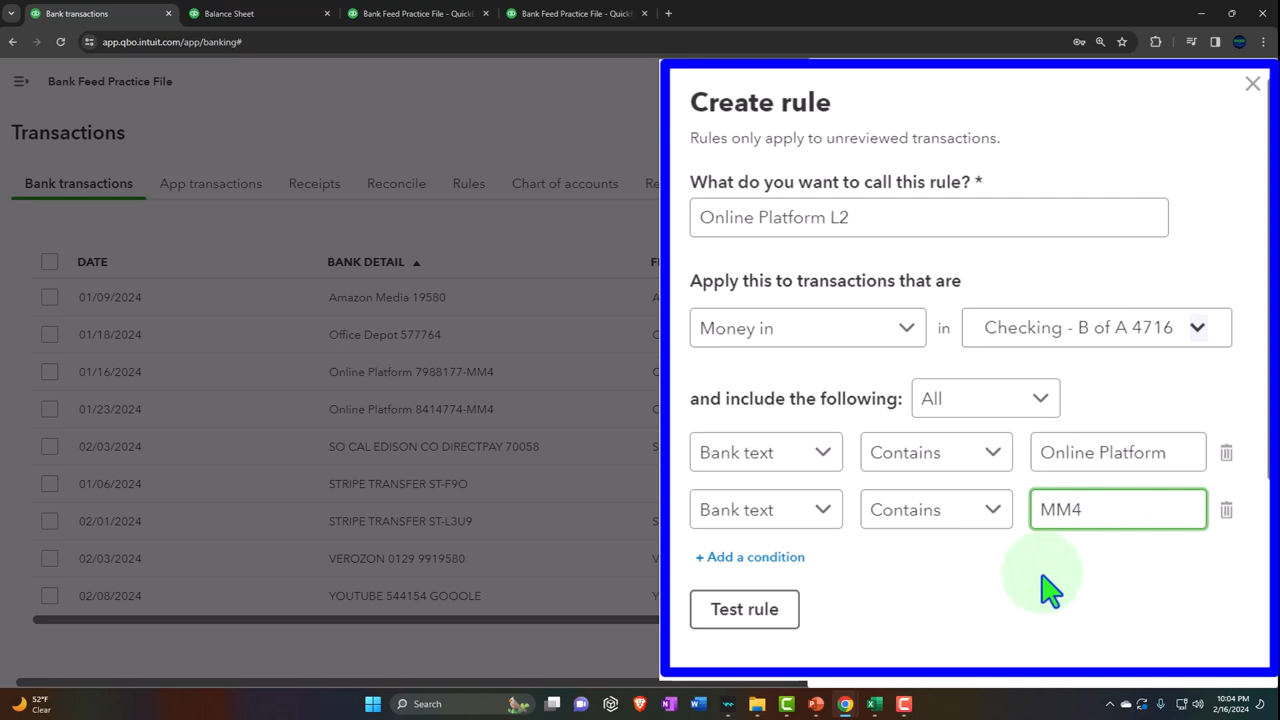 Bank transactions
Balance Sheet
Bank Feed Practice File - Quick
Bank Feed Practice File - Quick
app.qbo.intuit.com/app/banking#
Bank Feed Practice File
Transactions
Bank transactions App transactions Receipts Reconcile Rules Chart of accounts Re
DATE BANK DETAIL
01/09/2024 Amazon Media 19580
01/18/2024 Office Depot 577764
01/16/2024 Online Platform 7988177-MM4
01/23/2024 Online Platform 8414774-MM4
02/03/2024 SO CAL EDISON CO DIRECTPAY 70058
01/06/2024 STRIPE TRANSFER ST-F9O
02/01/2024 STRIPE TRANSFER ST-L3U9
02/03/2024 VEROZON 0129 9919580
02/08/2024 YOUTUBE 544154 GOOOLE
Create rule
Rules only apply to unreviewed transactions.
What do you want to call this rule? *
Online Platform L2
Apply this to transactions that are
Money in in Checking - B of A 4716
and include the following: All
Bank text Contains Online Platform
Bank text Contains MM4
+ Add a condition
Test rule
52°F
Clear
Search
10:04 PM
2/16/2024